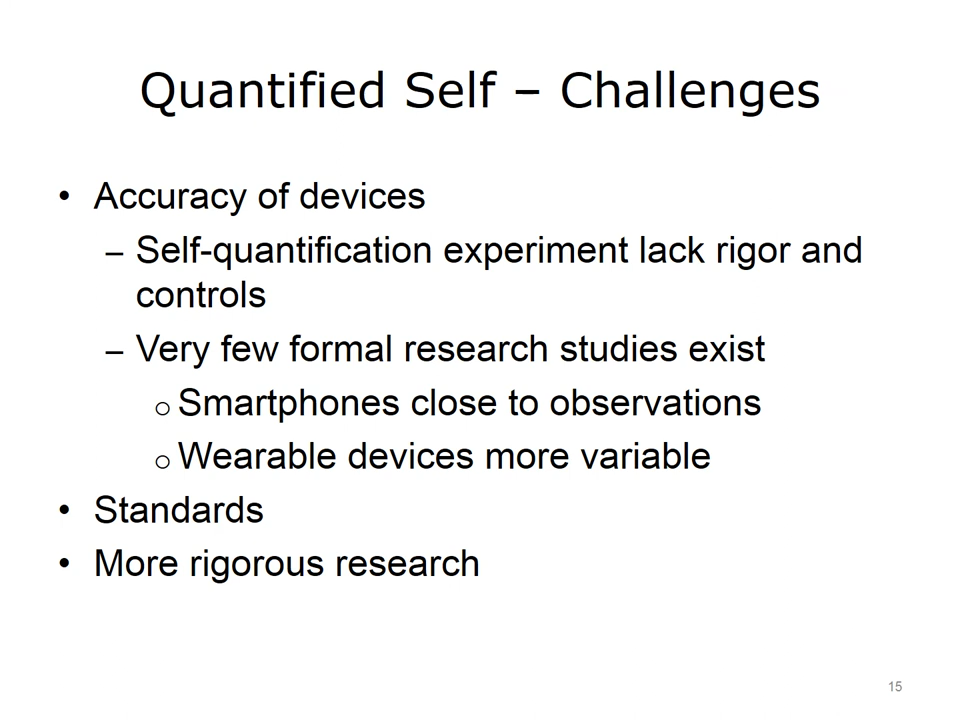 Quantified Self – Challenges
• Accuracy of devices
– Self-quantification experiment lack rigor and
controls
– Very few formal research studies exist
o Smartphones close to observations
o Wearable devices more variable
• Standards
• More rigorous research
15